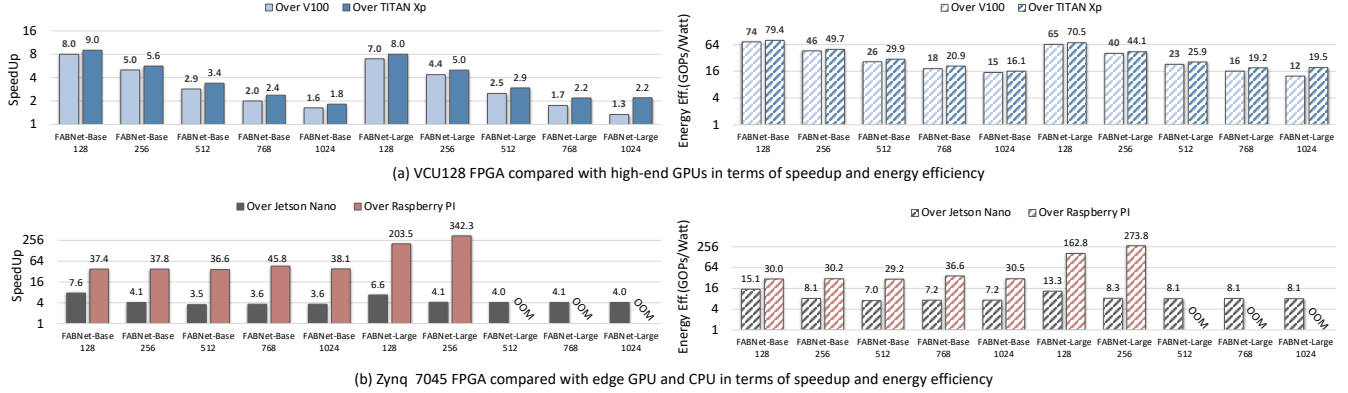 Over V100 Over TITAN Xp
SpeedUp
16
8
4
2
1
8.0 9.0 5.0 5.6 2.9 3.4 2.0 2.4 1.6 1.8 7.0 8.0 4.4 5.0 2.5 2.9 1.7 2.2 1.3 2.2
FABNet-Base FABNet-Base FABNet-Base FABNet-Base FABNet-Base FABNet-Large FABNet-Large FABNet-Large FABNet-Large FABNet-Large
128 256 512 768 1024 128 256 512 768 1024
Over V100 Over TITAN Xp
Energy Eff.(GOPs/Watt)
64
16
4
1
74 79.4 46 49.7 26 29.9 18 20.9 15 16.1 65 70.5 40 44.1 23 25.9 16 19.2 12 19.5
FABNet-Base FABNet-Base FABNet-Base FABNet-Base FABNet-Base FABNet-Large FABNet-Large FABNet-Large FABNet-Large FABNet-Large
128 256 512 768 1024 128 256 512 768 1024
(a) VCU128 FPGA compared with high-end GPUs in terms of speedup and energy efficiency
Over Jetson Nano Over Raspberry PI
SpeedUp
256
64
16
4
1
7.6 37.4 4.1 37.8 3.5 36.6 3.6 45.8 3.6 38.1 6.6 203.5 4.1 342.3 4.0 OOM 4.1 OOM 4.0 OOM
FABNet-Base FABNet-Base FABNet-Base FABNet-Base FABNet-Base FABNet-Large FABNet-Large FABNet-Large FABNet-Large FABNet-Large
128 256 512 768 1024 128 256 512 768 1024
Over Jetson Nano Over Raspberry PI
Energy Eff.(GOPs/Watt)
256
64
16
4
1
15.1 30.0 8.1 30.2 7.0 29.2 7.2 36.6 7.2 30.5 13.3 162.8 8.3 273.8 8.1 OOM 8.1 OOM 8.1 OOM
FABNet-Base FABNet-Base FABNet-Base FABNet-Base FABNet-Base FABNet-Large FABNet-Large FABNet-Large FABNet-Large FABNet-Large
128 256 512 768 1024 128 256 512 768 1024
(b) Zynq 7045 FPGA compared with edge GPU and CPU in terms of speedup and energy efficiency